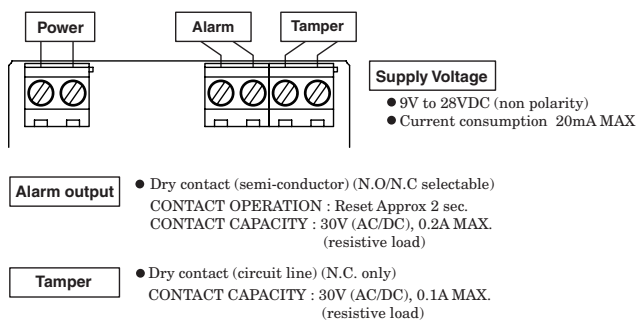 Power Alarm Tamper
Supply Voltage
● 9V to 28VDC (non polarity)
● Current consumption 20mA MAX
Alarm output
● Dry contact (semi-conductor) (N.O/N.C selectable)
CONTACT OPERATION : Reset Approx 2 sec.
CONTACT CAPACITY : 30V (AC/DC), 0.2A MAX.
(resistive load)
Tamper
● Dry contact (circuit line) (N.C. only)
CONTACT CAPACITY : 30V (AC/DC), 0.1A MAX.
(resistive load)